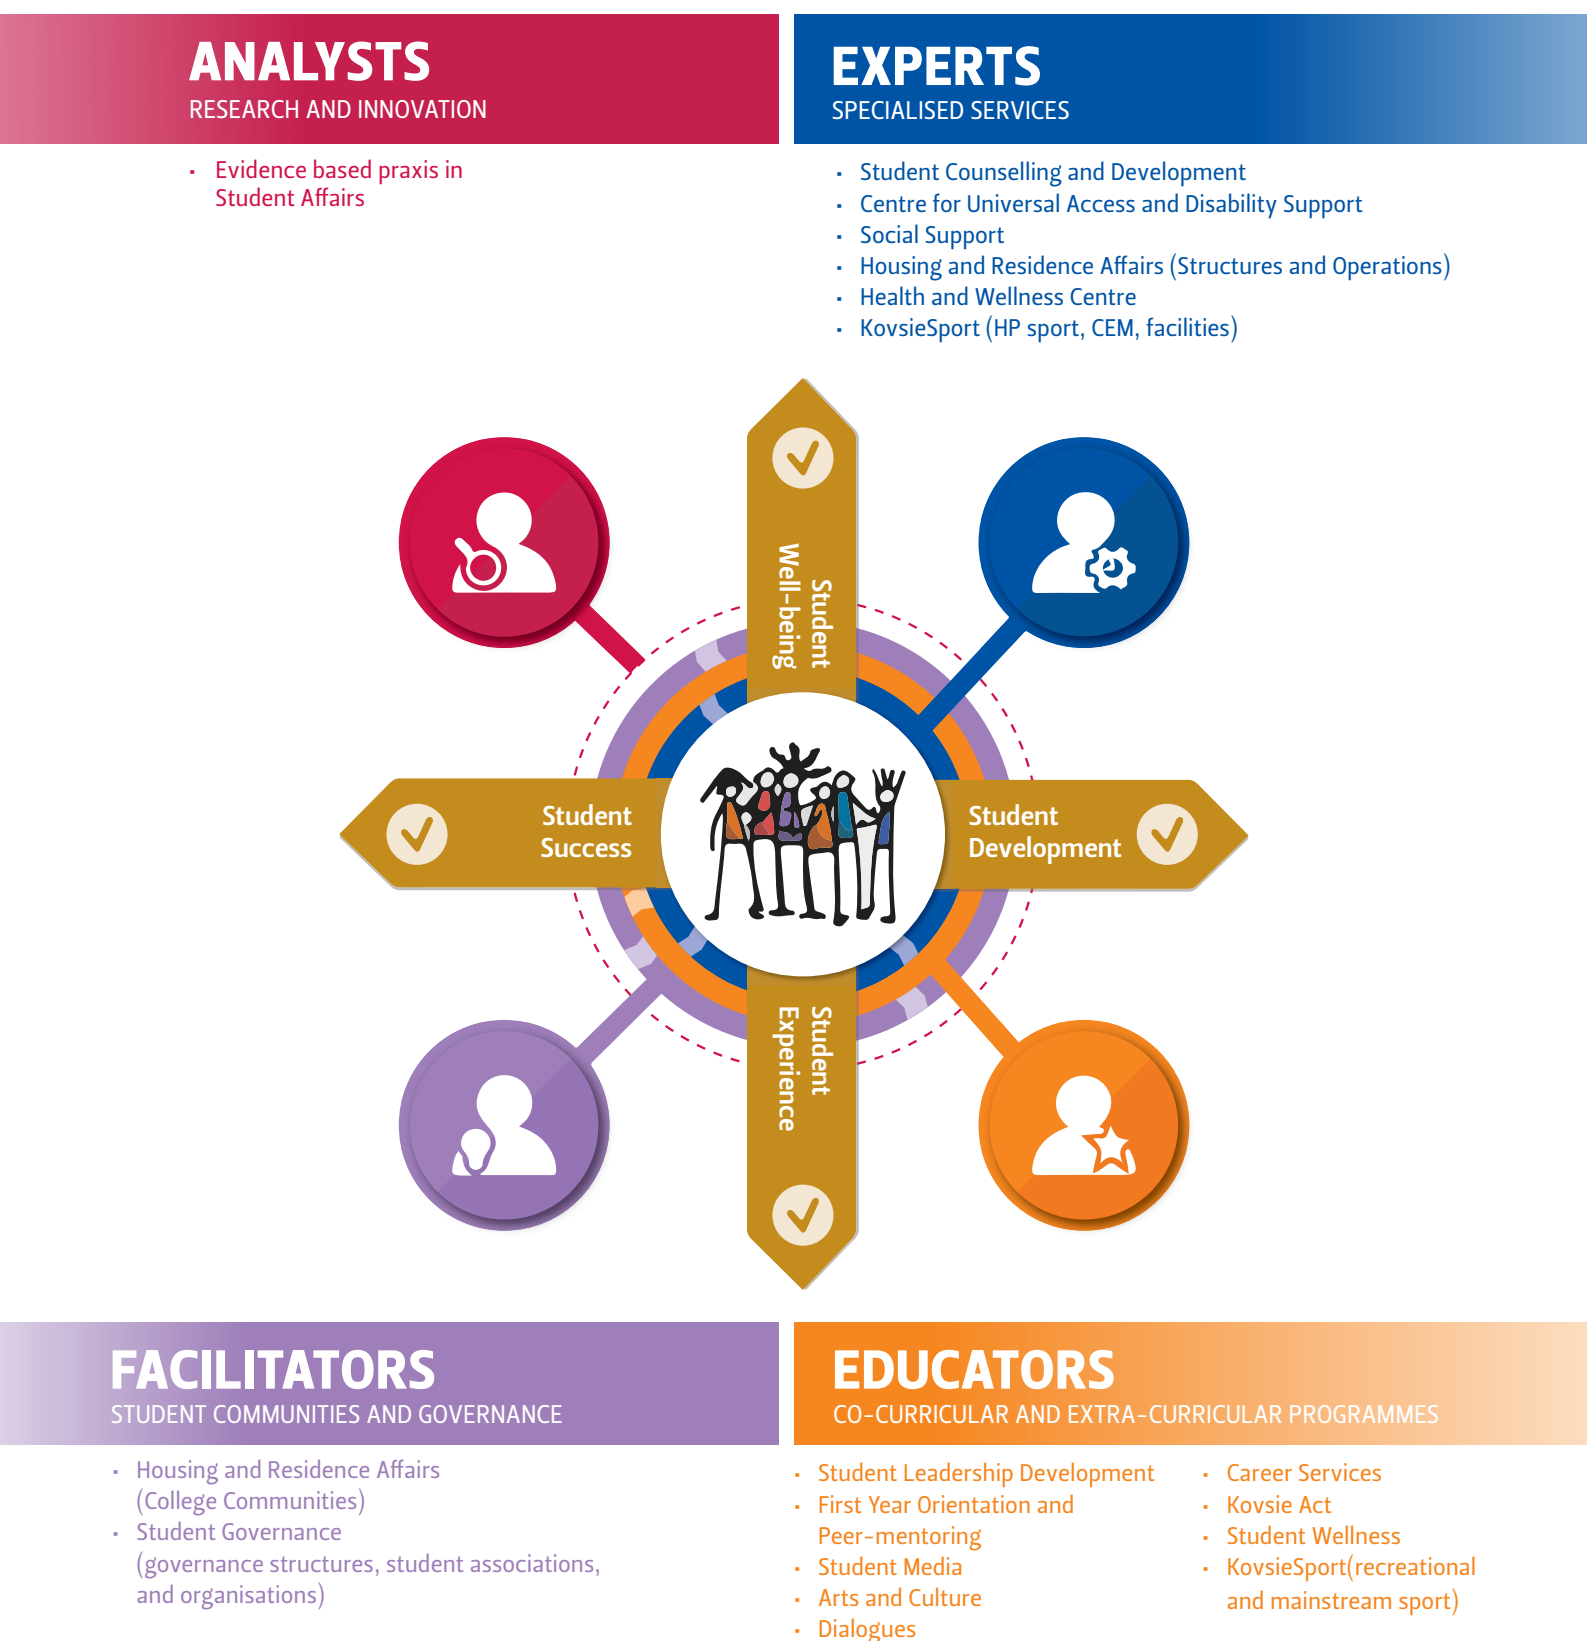 ANALYSTS
RESEARCH AND INNOVATION
• Evidence based praxis in
Student Affairs
EXPERTS
SPECIALISED SERVICES
• Student Counselling and Development
• Centre for Universal Access and Disability Support
• Social Support
• Housing and Residence Affairs (Structures and Operations)
• Health and Wellness Centre
• KovsieSport (HP sport, CEM, facilities)
Student
Well-being
Student
Success
Student
Development
Student
Experience
FACILITATORS
STUDENT COMMUNITIES AND GOVERNANCE
• Housing and Residence Affairs
(College Communities)
• Student Governance
(governance structures, student associations,
and organisations)
EDUCATORS
CO-CURRICULAR AND EXTRA-CURRICULAR PROGRAMMES
• Student Leadership Development
• First Year Orientation and
Peer-mentoring
• Student Media
• Arts and Culture
• Dialogues
• Career Services
• Kovsie Act
• Student Wellness
• KovsieSport(recreational
and mainstream sport)